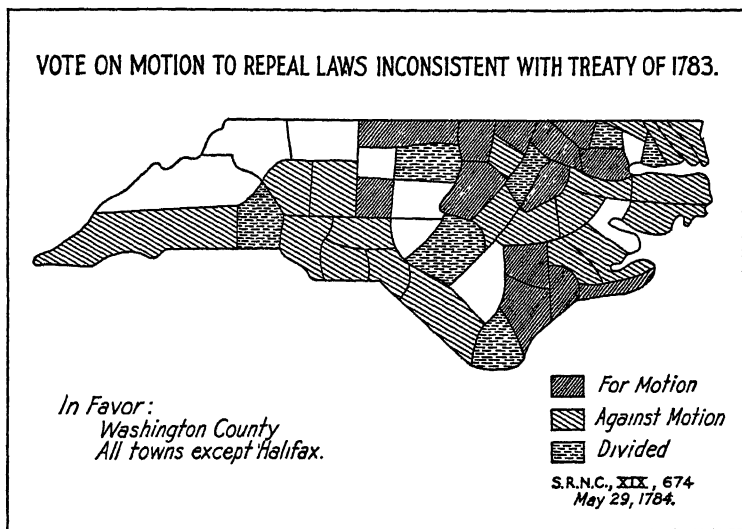 VOTE ON MOTION TO REPEAL LAWS INCONSISTENT WITH TREATY OF 1783.
In Favor:
Washington County
All towns except Halifax.
For Motion
Against Motion
Divided
S.R.N.C., XIX, 674
May 29, 1784.